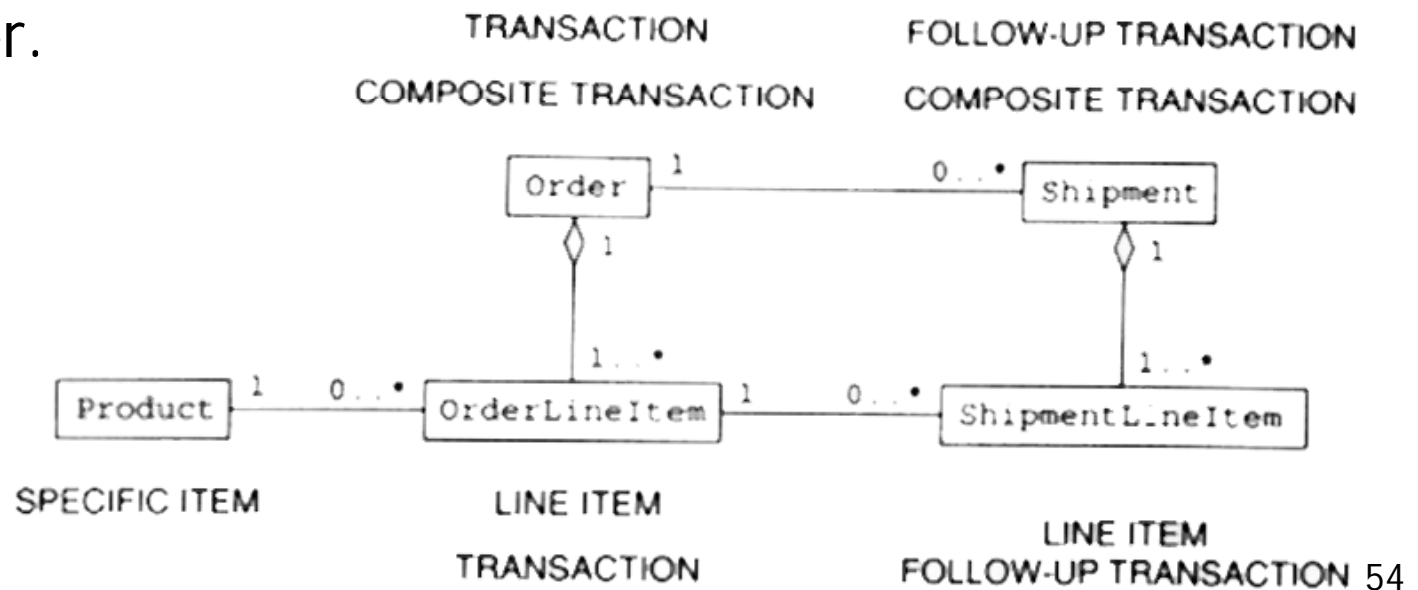 r.
TRANSACTION
FOLLOW-UP TRANSACTION
COMPOSITE TRANSACTION
COMPOSITE TRANSACTION
Order
1
0..•
Shipment
1
1
1..•
1..•
Product
1
0..•
OrderLineItem
1
0..•
ShipmentLineItem
SPECIFIC ITEM
LINE ITEM
LINE ITEM
TRANSACTION
FOLLOW-UP TRANSACTION
54